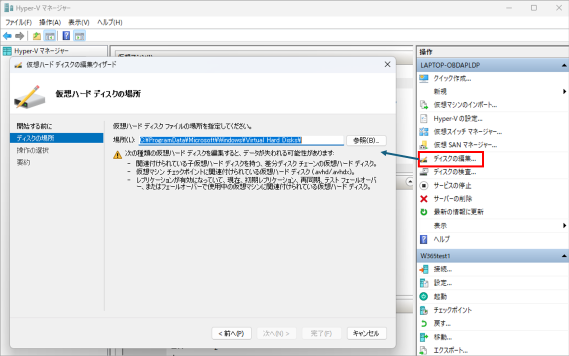 Hyper-V マネージャー
ファイル(F) 操作(A) 表示(V) ヘルプ(H)
Hyper-V マネージャー
仮想ハード ディスクの編集ウィザード
仮想ハード ディスクの場所
開始する前に
ディスクの場所
操作の選択
要約
仮想ハード ディスク ファイルの場所を指定してください。
場所(L): C:¥ProgramData¥Microsoft¥Windows¥Virtual Hard Disks¥ 参照(B)...
次の種類の仮想ハード ディスクを編集すると、データが失われる可能性があります:
- 関連付けられている子仮想ハード ディスクを持つ、差分ディスク チェーンの仮想ハード ディスク。
- 仮想マシン チェックポイントに関連付けられている仮想ハード ディスク (.avhd/.avhdx)。
- レプリケーションが有効になっていて、現在、初期レプリケーション、再同期、テスト フェールオーバー、またはフェールオーバーで使用中の仮想マシンに関連付けられている仮想ハード ディスク。
< 前へ(P) 次へ(N) > 完了(F) キャンセル
操作
LAPTOP-OBDAPLDP
クイック作成...
新規
仮想マシンのインポート...
Hyper-V の設定...
仮想スイッチ マネージャー...
仮想 SAN マネージャー...
ディスクの編集...
ディスクの検査...
サービスの停止
サーバーの削除
最新の情報に更新
表示
ヘルプ
W365test1
接続...
設定...
起動
チェックポイント
戻す...
移動...
エクスポート...